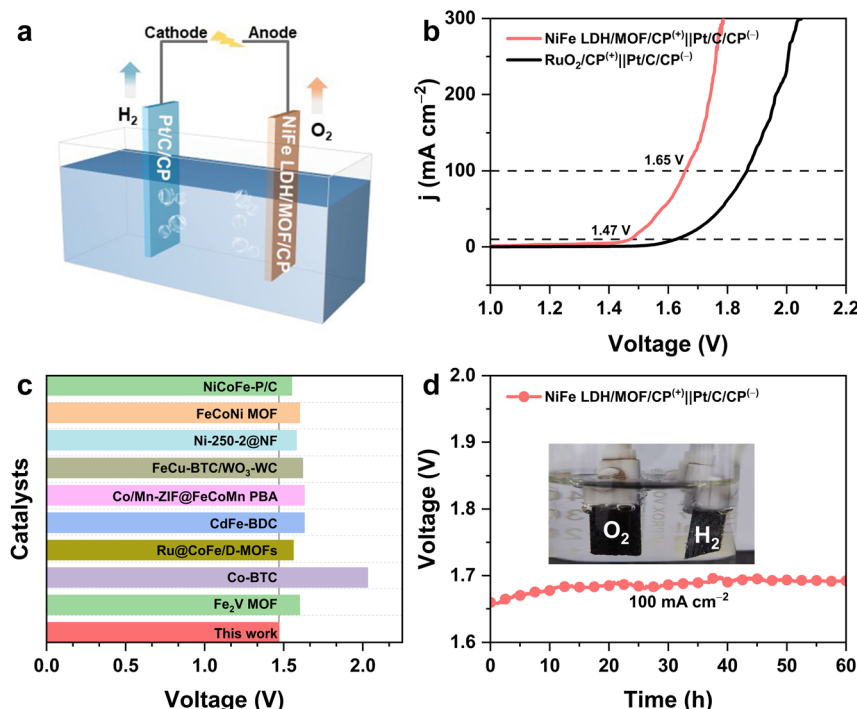 a
Cathode
Anode
H₂
O₂
Pt/C/CP
NiFe LDH/MOF/CP
b
NiFe LDH/MOF/CP⁽⁺⁾||Pt/C/CP⁽⁻⁾
RuO₂/CP⁽⁺⁾||Pt/C/CP⁽⁻⁾
1.65 V
1.47 V
300
200
100
0
j (mA cm⁻²)
1.0 1.2 1.4 1.6 1.8 2.0 2.2
Voltage (V)
c
NiCoFe-P/C
FeCoNi MOF
Ni-250-2@NF
FeCu-BTC/WO₃-WC
Co/Mn-ZIF@FeCoMn PBA
CdFe-BDC
Ru@CoFe/D-MOFs
Co-BTC
Fe₂V MOF
This work
Catalysts
0.0 0.5 1.0 1.5 2.0
Voltage (V)
d
NiFe LDH/MOF/CP⁽⁺⁾||Pt/C/CP⁽⁻⁾
O₂
H₂
100 mA cm⁻²
2.0
1.9
1.8
1.7
1.6
Voltage (V)
0 10 20 30 40 50 60
Time (h)